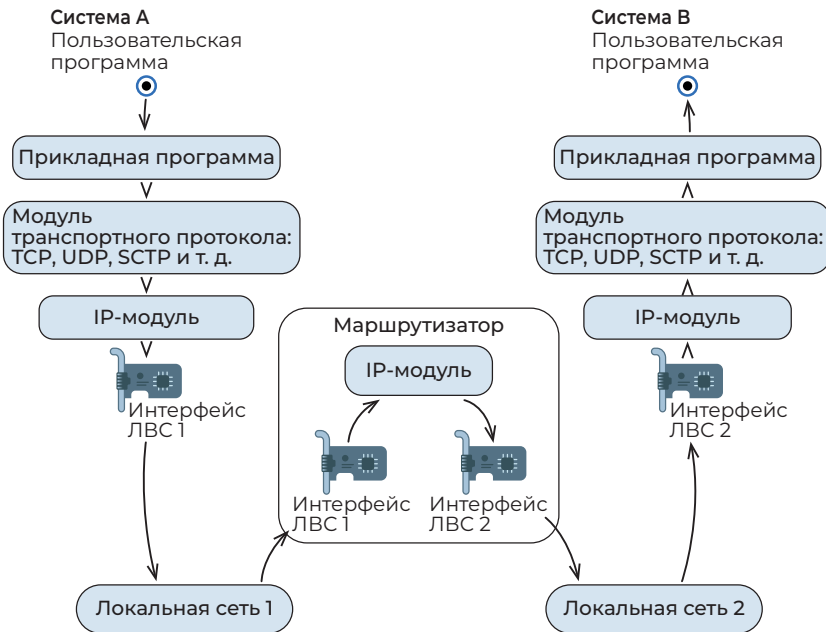 Система A
Пользовательская
программа
Прикладная программа
Модуль
транспортного протокола:
TCP, UDP, SCTP и т. д.
IP-модуль
Интерфейс
ЛВС 1
Локальная сеть 1
Маршрутизатор
IP-модуль
Интерфейс
ЛВС 1
Интерфейс
ЛВС 2
Система B
Пользовательская
программа
Прикладная программа
Модуль
транспортного протокола:
TCP, UDP, SCTP и т. д.
IP-модуль
Интерфейс
ЛВС 2
Локальная сеть 2